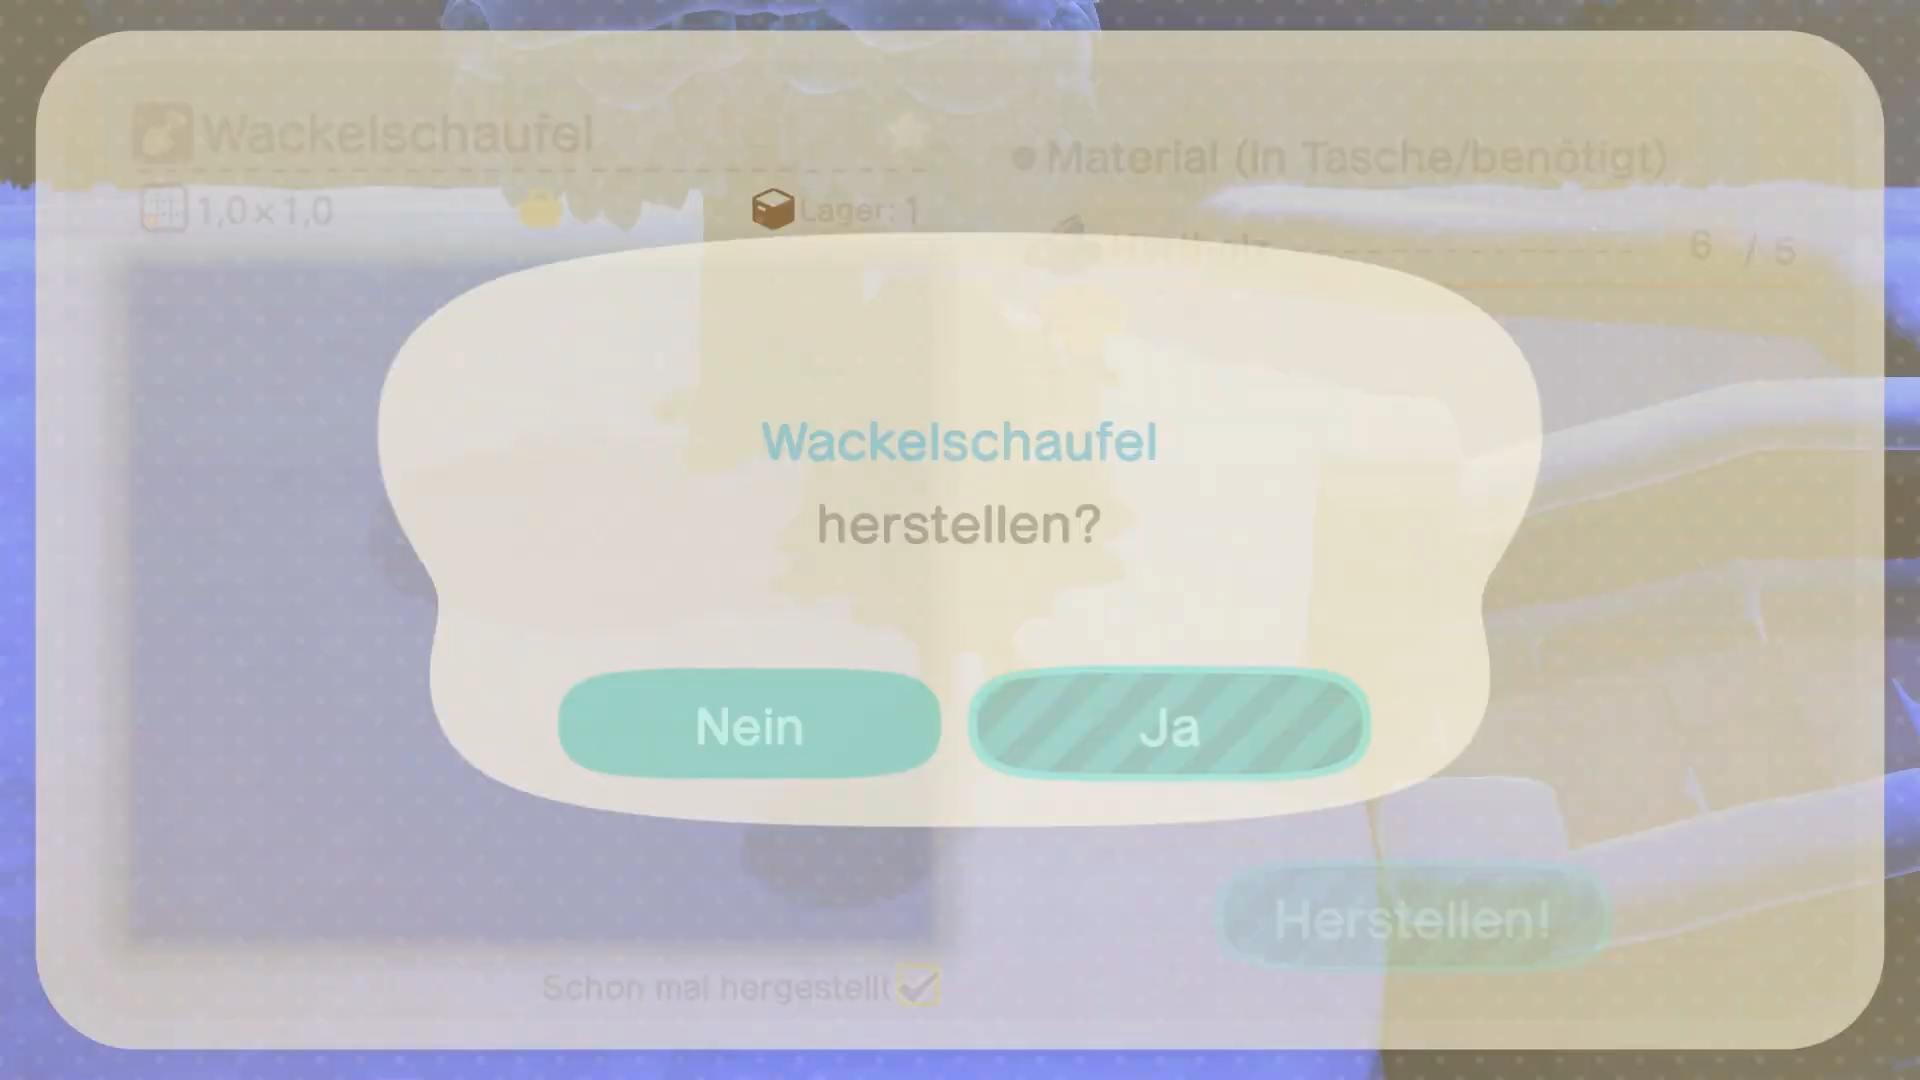 Wackelschaufel
1,0×1,0
Lager: 1
Material (in Tasche/benötigt)
Hartholz 6 / 5
Wackelschaufel
herstellen?
Nein
Ja
Herstellen!
Schon mal hergestellt